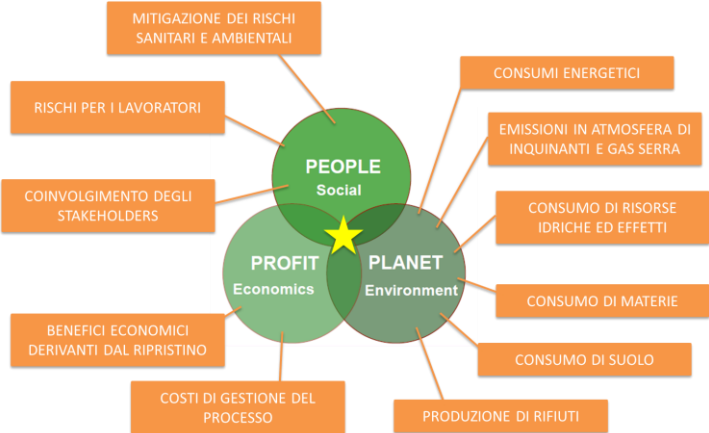 MITIGAZIONE DEI RISCHI
SANITARI E AMBIENTALI
CONSUMI ENERGETICI
RISCHI PER I LAVORATORI
EMISSIONI IN ATMOSFERA DI
INQUINANTI E GAS SERRA
PEOPLE
Social
COINVOLGIMENTO DEGLI
STAKEHOLDERS
CONSUMO DI RISORSE
IDRICHE ED EFFETTI
PROFIT
Economics
PLANET
Environment
CONSUMO DI MATERIE
BENEFICI ECONOMICI
DERIVANTI DAL RIPRISTINO
CONSUMO DI SUOLO
COSTI DI GESTIONE DEL
PROCESSO
PRODUZIONE DI RIFIUTI